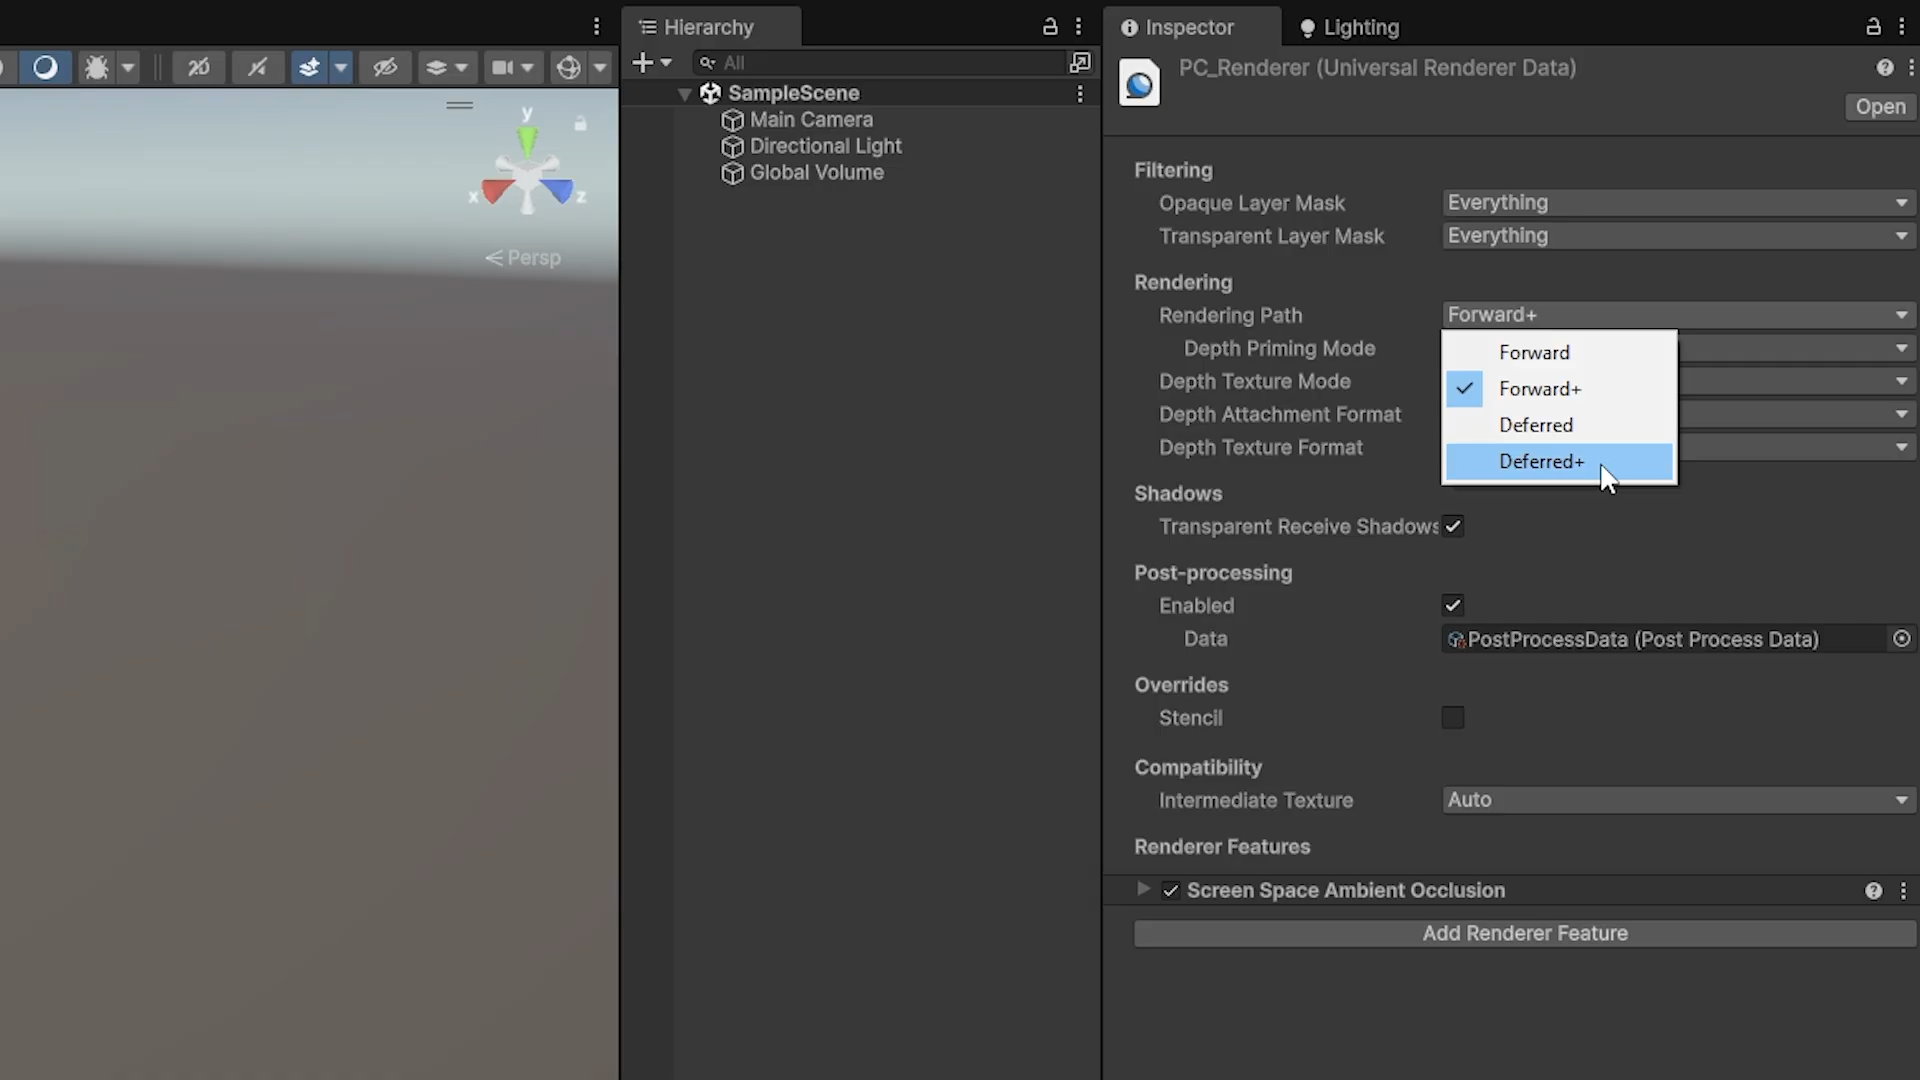 Hierarchy
Inspector
Lighting
All
PC_Renderer (Universal Renderer Data)
Open
SampleScene
Main Camera
Directional Light
Global Volume
y
x
z
Persp
Filtering
Opaque Layer Mask
Everything
Transparent Layer Mask
Everything
Rendering
Rendering Path
Forward+
Depth Priming Mode
Forward
Depth Texture Mode
Forward+
Depth Attachment Format
Deferred
Depth Texture Format
Deferred+
Shadows
Transparent Receive Shadows
Post-processing
Enabled
Data
PostProcessData (Post Process Data)
Overrides
Stencil
Compatibility
Intermediate Texture
Auto
Renderer Features
Screen Space Ambient Occlusion
Add Renderer Feature